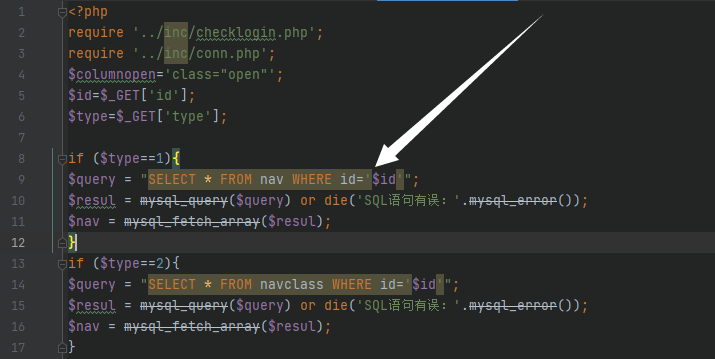 1 <?php
2 require '../inc/checklogin.php';
3 require '../inc/conn.php';
4 $columnopen='class="open"';
5 $id=$_GET['id'];
6 $type=$_GET['type'];
7
8 if ($type==1){
9 $query = "SELECT * FROM nav WHERE id='$id'";
10 $resul = mysql_query($query) or die('SQL语句有误：'.mysql_error());
11 $nav = mysql_fetch_array($resul);
12 }
13 if ($type==2){
14 $query = "SELECT * FROM navclass WHERE id='$id'";
15 $resul = mysql_query($query) or die('SQL语句有误：'.mysql_error());
16 $nav = mysql_fetch_array($resul);
17 }